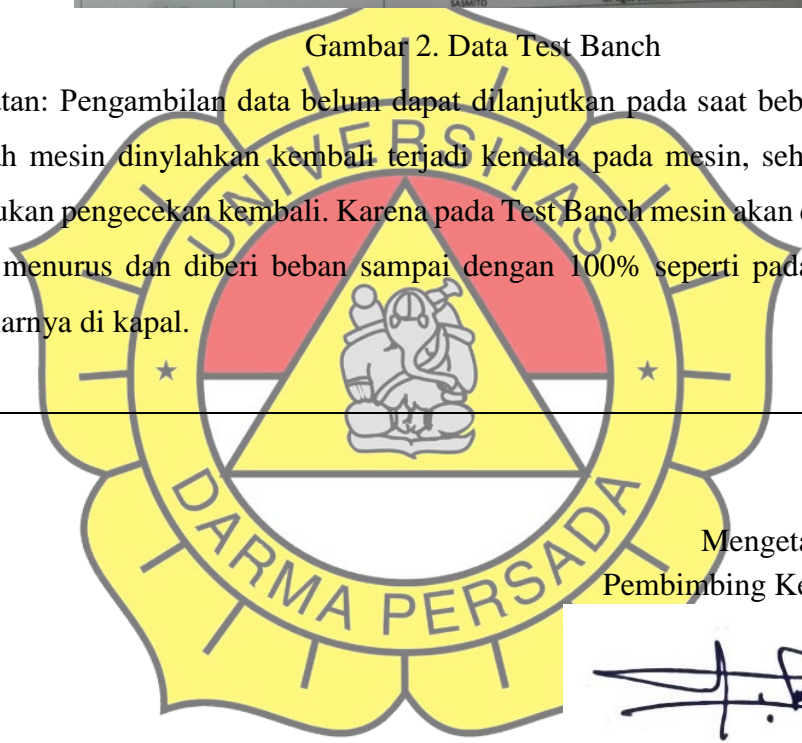 SASMITO
Gambar 2. Data Test Banch
tan: Pengambilan data belum dapat dilanjutkan pada saat beb
h mesin dinylahkan kembali terjadi kendala pada mesin, seh
ukan pengecekan kembali. Karena pada Test Banch mesin akan
menurus dan diberi beban sampai dengan 100% seperti pada
arnya di kapal.
UNIVERSITAS
DARMA PERSADA
Mengeta
Pembimbing Ke